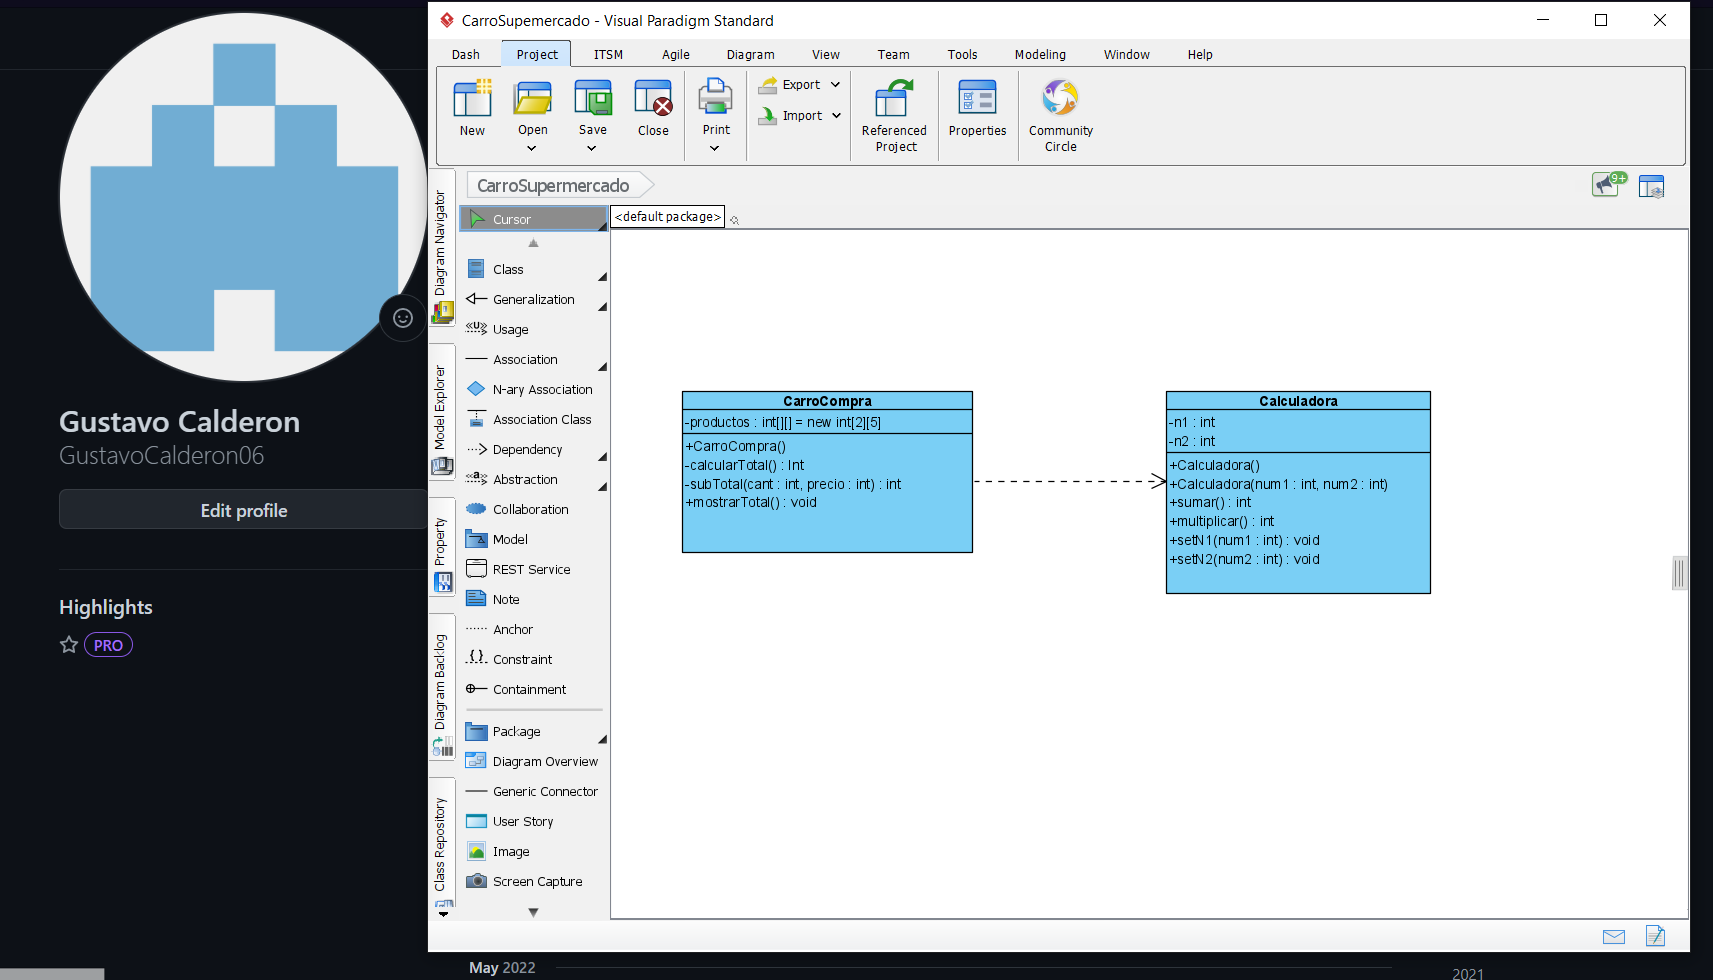 Gustavo Calderon
GustavoCalderon06
Edit profile
Highlights
PRO
CarroSupemercado - Visual Paradigm Standard
Dash Project ITSM Agile Diagram View Team Tools Modeling Window Help
New Open Save Close Print Export Import Referenced Project Properties Community Circle
CarroSupermercado
9+
Diagram Navigator
Model Explorer
Property
Diagram Backlog
Class Repository
Cursor
<default package>
Class
Generalization
<<U>> Usage
Association
N-ary Association
Association Class
Dependency
<<a>> Abstraction
Collaboration
Model
REST Service
Note
Anchor
{ } Constraint
Containment
Package
Diagram Overview
Generic Connector
User Story
Image
Screen Capture
CarroCompra
-productos : int[][] = new int[2][5]
+CarroCompra()
-calcularTotal() : Int
-subTotal(cant : int, precio : int) : int
+mostrarTotal() : void
Calculadora
-n1 : int
-n2 : int
+Calculadora()
+Calculadora(num1 : int, num2 : int)
+sumar() : int
+multiplicar() : int
+setN1(num1 : int) : void
+setN2(num2 : int) : void
May 2022
2021